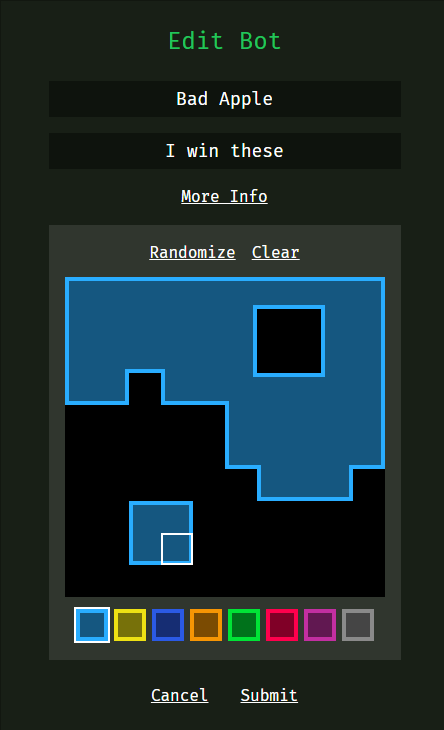 Edit Bot
Bad Apple
I win these
More Info
Randomize Clear
Cancel Submit